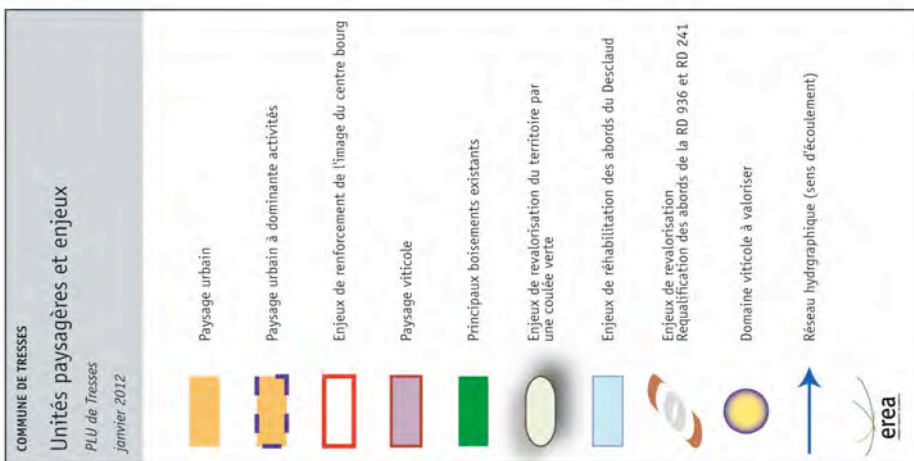 COMMUNE DE TRESSES
Unités paysagères et enjeux
PLU de Tresses
janvier 2012
Paysage urbain
Paysage urbain à dominante activités
Enjeux de renforcement de l'image du centre bourg
Paysage viticole
Principaux boisements existants
Enjeux de revalorisation du territoire par
une coulée verte
Enjeux de réhabilitation des abords du Desclaud
Enjeux de revalorisation
Requalification des abords de la RD 936 et RD 241
Domaine viticole à valoriser
Réseau hydrgraphique (sens d'écoulement)
erea